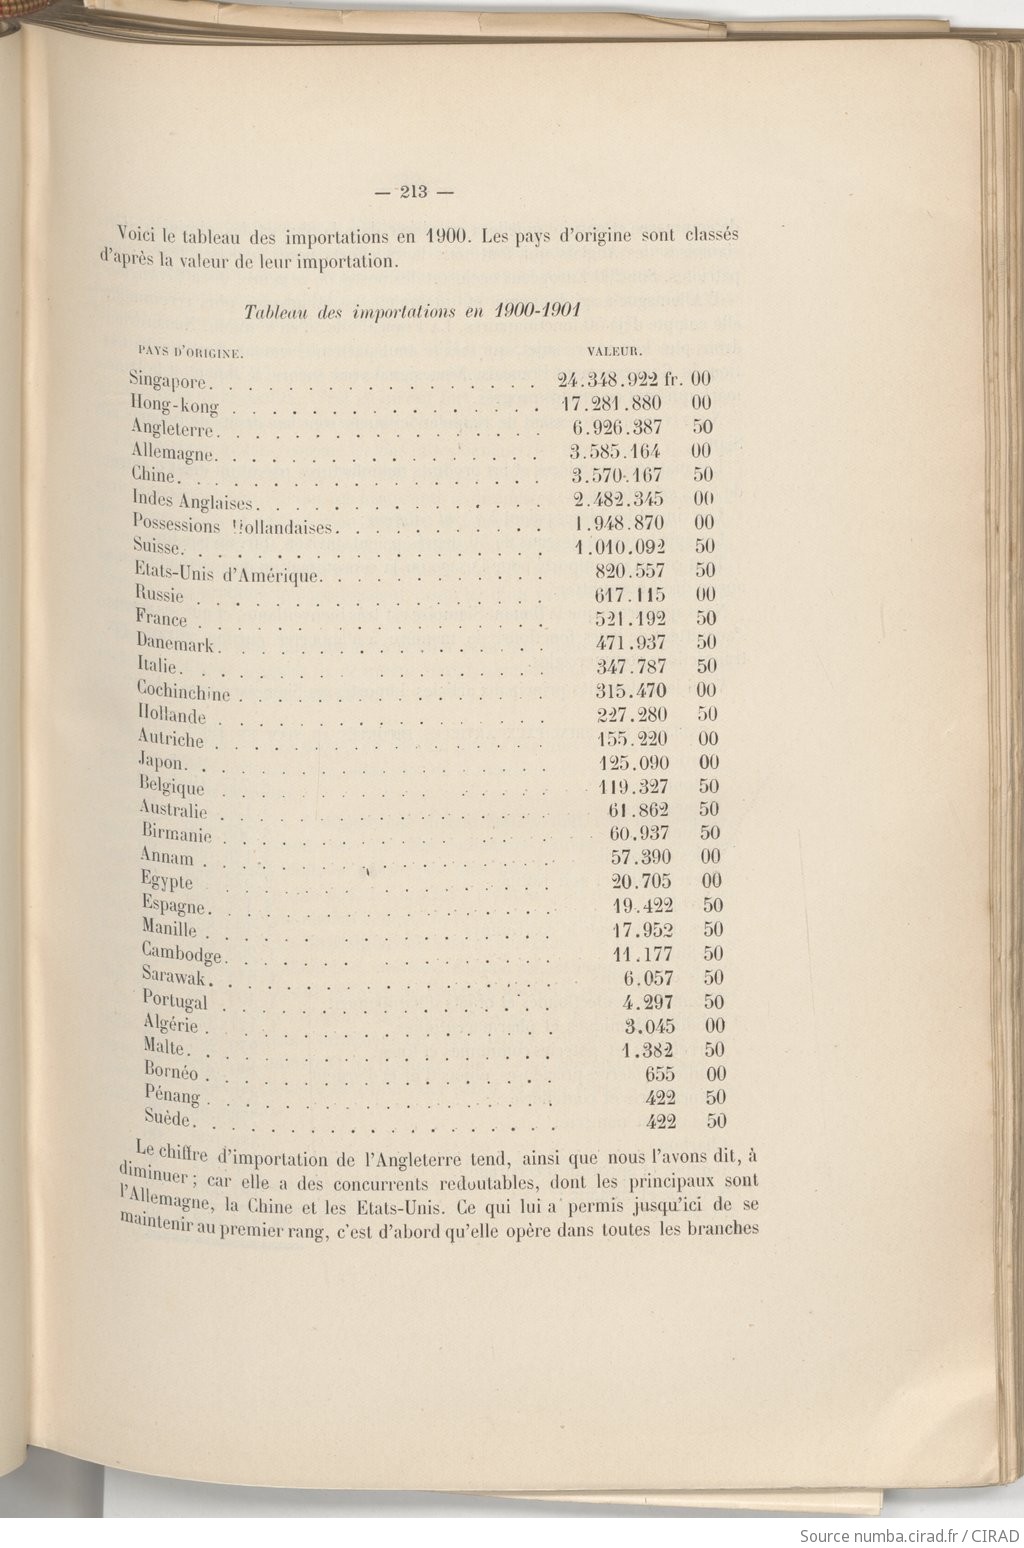 — 213 —
Voici le tableau des importations en 1900. Les pays d'origine sont classés
d'après la valeur de leur importation.
Tableau des importations en 1900-1901
PAYS D'ORIGINE. VALEUR.
Singapore. 24.348.922 fr. 00
Hong-kong 17.281.880 00
Angleterre. 6.926.387 50
Allemagne. 3.585.164 00
Chine. 3.570.167 50
Indes Anglaises. 2.482.345 00
Possessions Hollandaises. 1.948.870 00
Suisse. 1.010.092 50
Etats-Unis d'Amérique. 820.557 50
Russie 617.115 00
France 521.192 50
Danemark. 471.937 50
Italie. 347.787 50
Cochinchine 315.470 00
Hollande 227.280 50
Autriche 155.220 00
Japon. 125.090 00
Belgique 119.327 50
Australie 61.862 50
Birmanie 60.937 50
Annam 57.390 00
Egypte 20.705 00
Espagne. 19.422 50
Manille 17.952 50
Cambodge. 11.177 50
Sarawak. 6.057 50
Portugal 4.297 50
Algérie 3.045 00
Malte. 1.382 50
Bornéo 655 00
Pénang 422 50
Suède. 422 50
Le chiffre d'importation de l'Angleterre tend, ainsi que nous l'avons dit, à
diminuer ; car elle a des concurrents redoutables, dont les principaux sont
l'Allemagne, la Chine et les Etats-Unis. Ce qui lui a permis jusqu'ici de se
maintenir au premier rang, c'est d'abord qu'elle opère dans toutes les branches
Source numba.cirad.fr / CIRAD